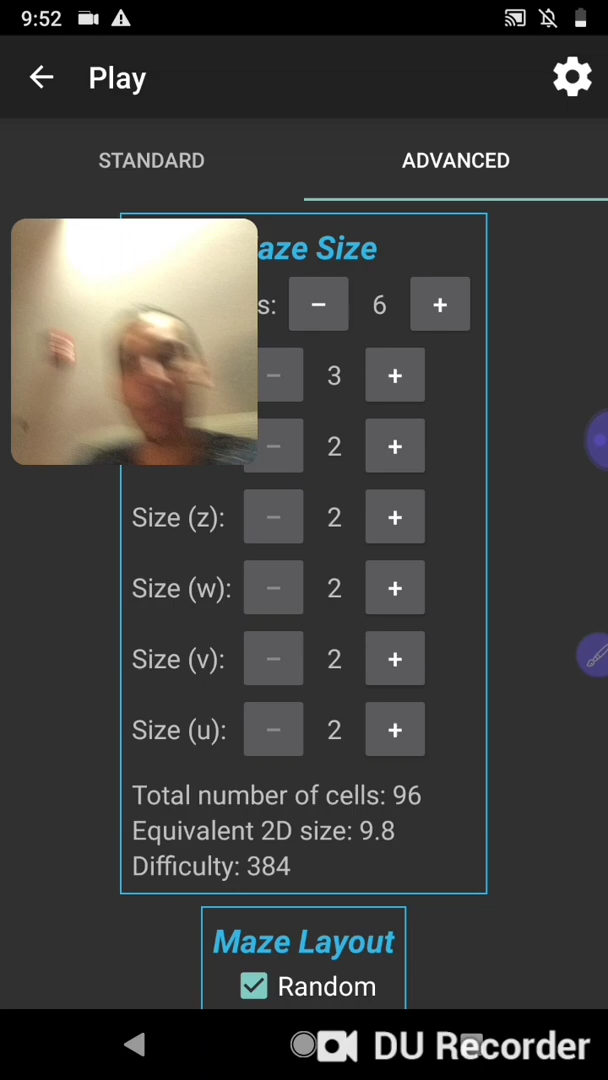 9:52
Play
STANDARD
ADVANCED
aze Size
s: − 6 +
− 3 +
− 2 +
Size (z): − 2 +
Size (w): − 2 +
Size (v): − 2 +
Size (u): − 2 +
Total number of cells: 96
Equivalent 2D size: 9.8
Difficulty: 384
Maze Layout
Random
DU Recorder